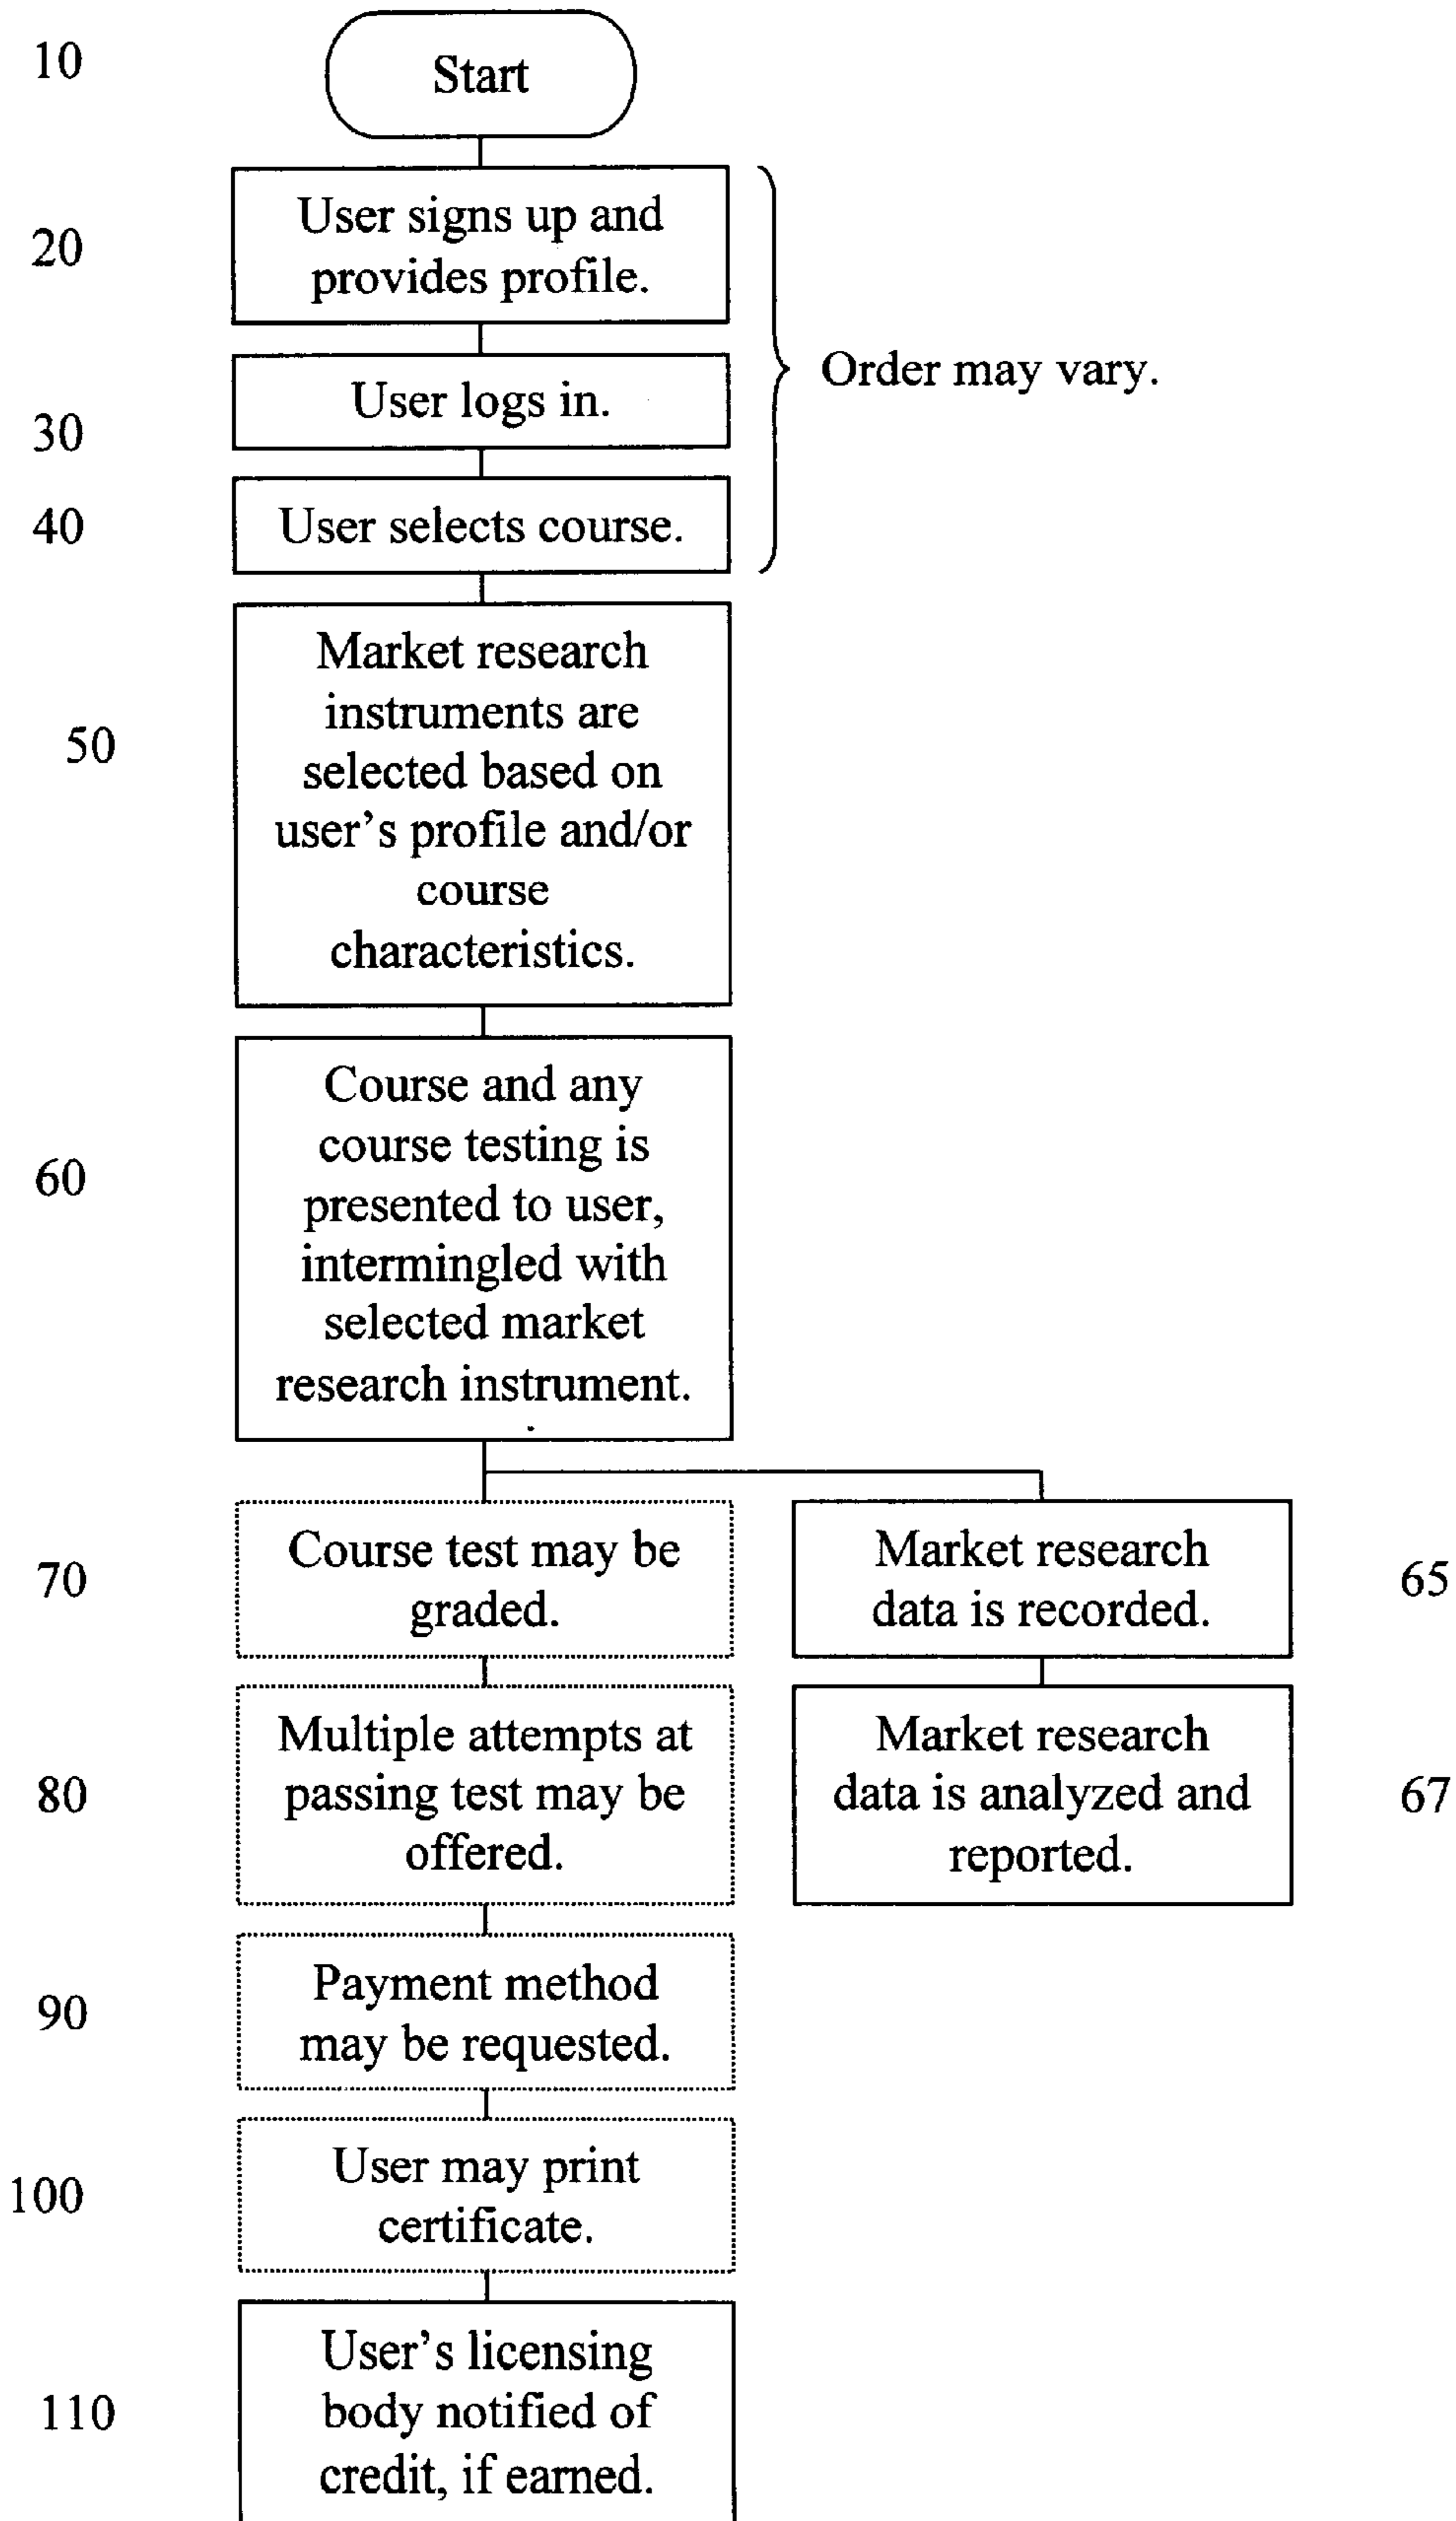 10
Start
20
User signs up and
provides profile.
Order may vary.
30
User logs in.
40
User selects course.
50
Market research
instruments are
selected based on
user's profile and/or
course
characteristics.
60
Course and any
course testing is
presented to user,
intermingled with
selected market
research instrument.
70
Course test may be
graded.
Market research
data is recorded.
65
80
Multiple attempts at
passing test may be
offered.
Market research
data is analyzed and
reported.
67
90
Payment method
may be requested.
100
User may print
certificate.
110
User's licensing
body notified of
credit, if earned.